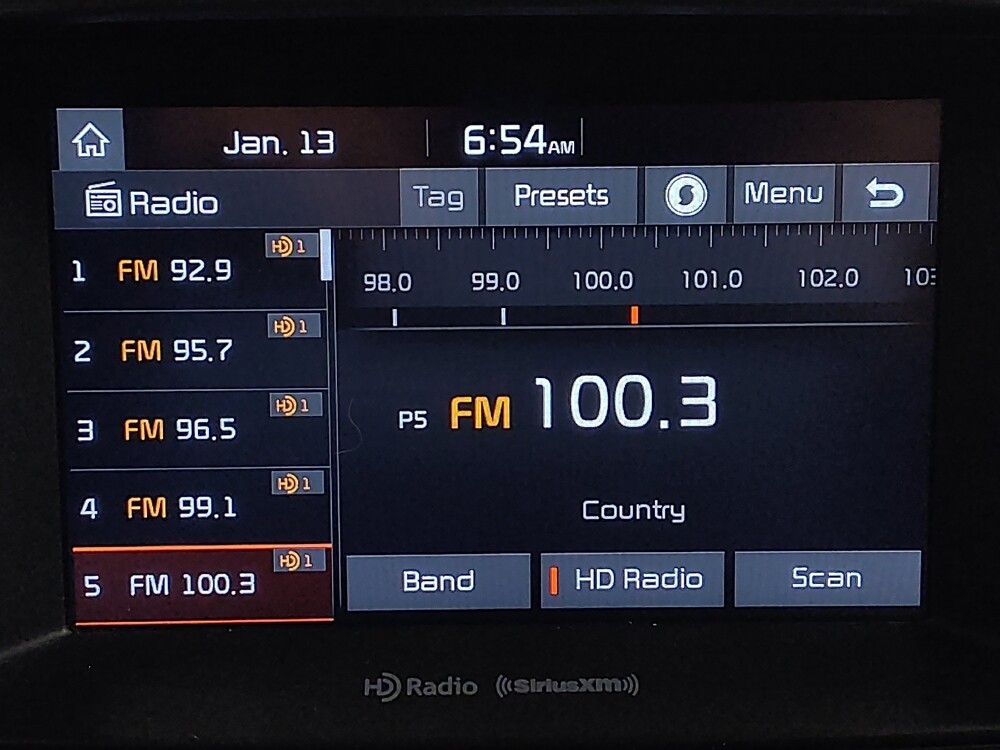 Jan. 13 6:54AM
Radio Tag Presets Menu
1 FM 92.9 HD 1
2 FM 95.7 HD 1
3 FM 96.5 HD 1
4 FM 99.1 HD 1
5 FM 100.3 HD 1
98.0 99.0 100.0 101.0 102.0 103
P5 FM 100.3
Country
Band HD Radio Scan
HD Radio SiriusXM